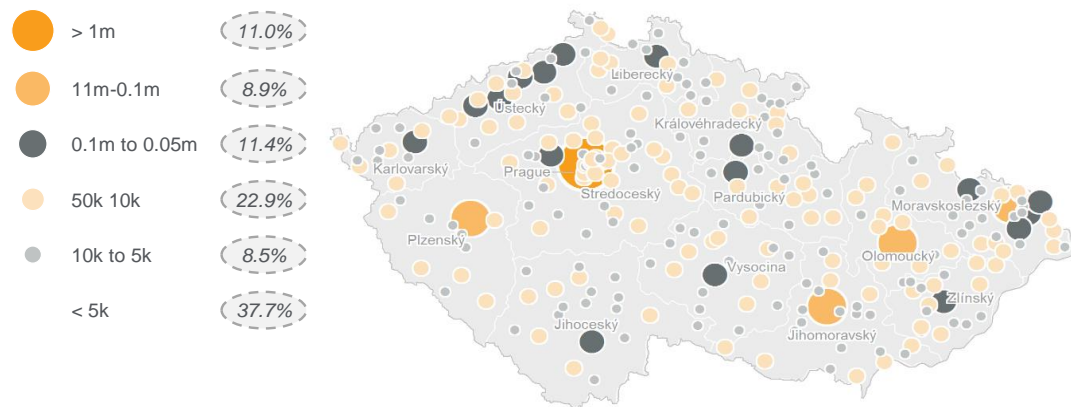 > 1m 11.0%
11m-0.1m 8.9%
0.1m to 0.05m 11.4%
50k 10k 22.9%
10k to 5k 8.5%
< 5k 37.7%
Liberecký
Ústecký
Královéhradecký
Karlovarský
Prague
Stredoceský
Pardubický
Moravskoslezský
Plzenský
Olomoucký
Vysocina
Zlínský
Jihoceský
Jihomoravský